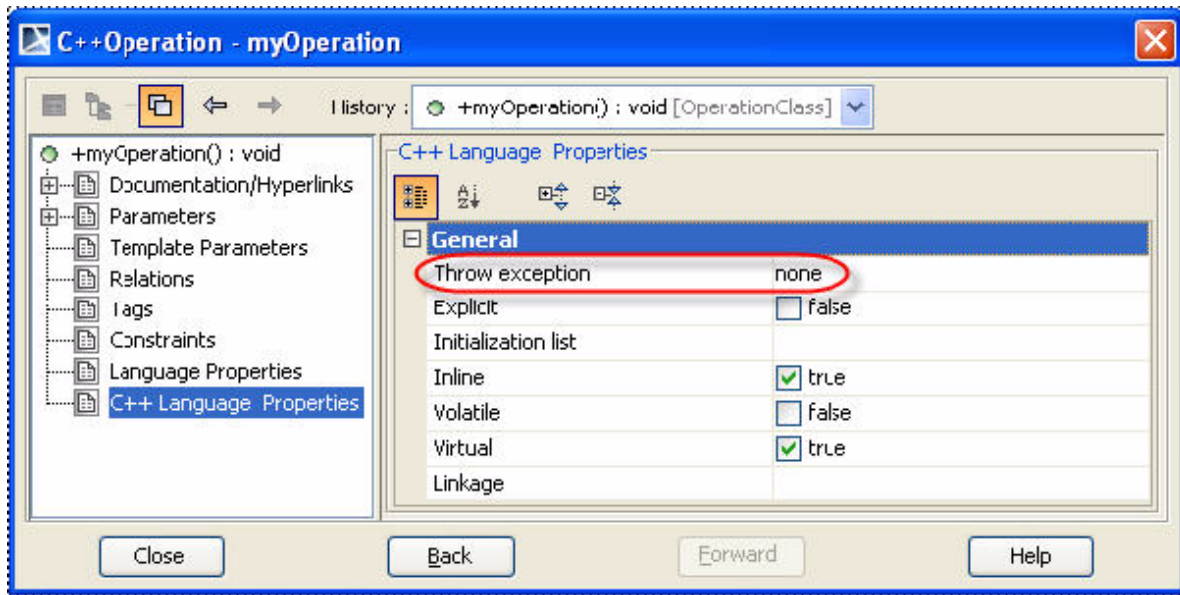 C++Operation - myOperation
History : +myOperation() : void [OperationClass]
+myOperation() : void
Documentation/Hyperlinks
Parameters
Template Parameters
Relations
Tags
Constraints
Language Properties
C++ Language Properties
C++ Language Properties
General
Throw exception none
Explicit false
Initialization list
Inline true
Volatile false
Virtual true
Linkage
Close Back Forward Help